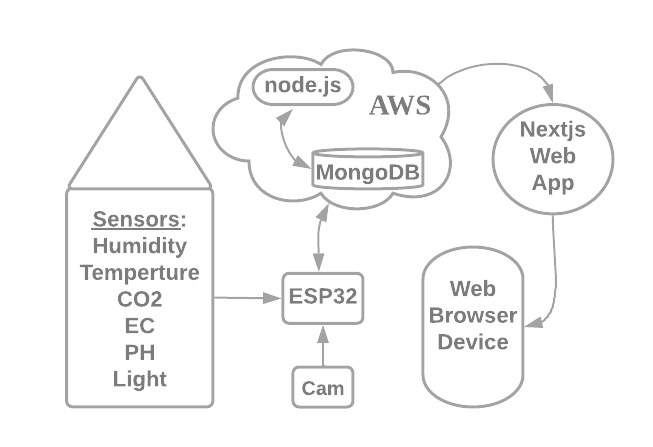 node.js
AWS
MongoDB
Nextjs
Web
App
Sensors:
Humidity
Temperture
CO2
EC
PH
Light
ESP32
Cam
Web
Browser
Device